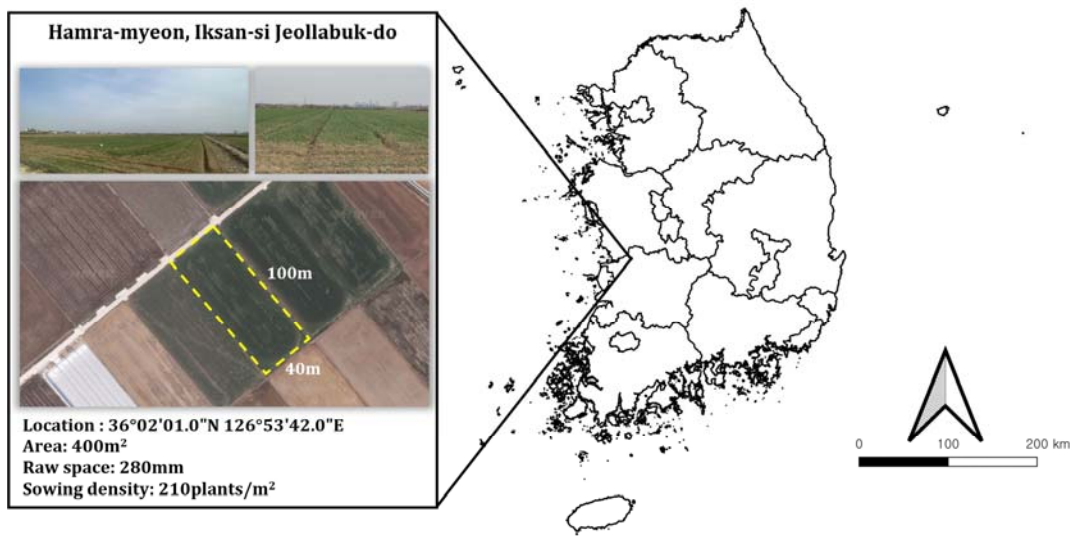 Hamra-myeon, Iksan-si Jeollabuk-do
100m
40m
Location : 36°02'01.0"N 126°53'42.0"E
Area: 400m²
Raw space: 280mm
Sowing density: 210plants/m²
0 100 200 km